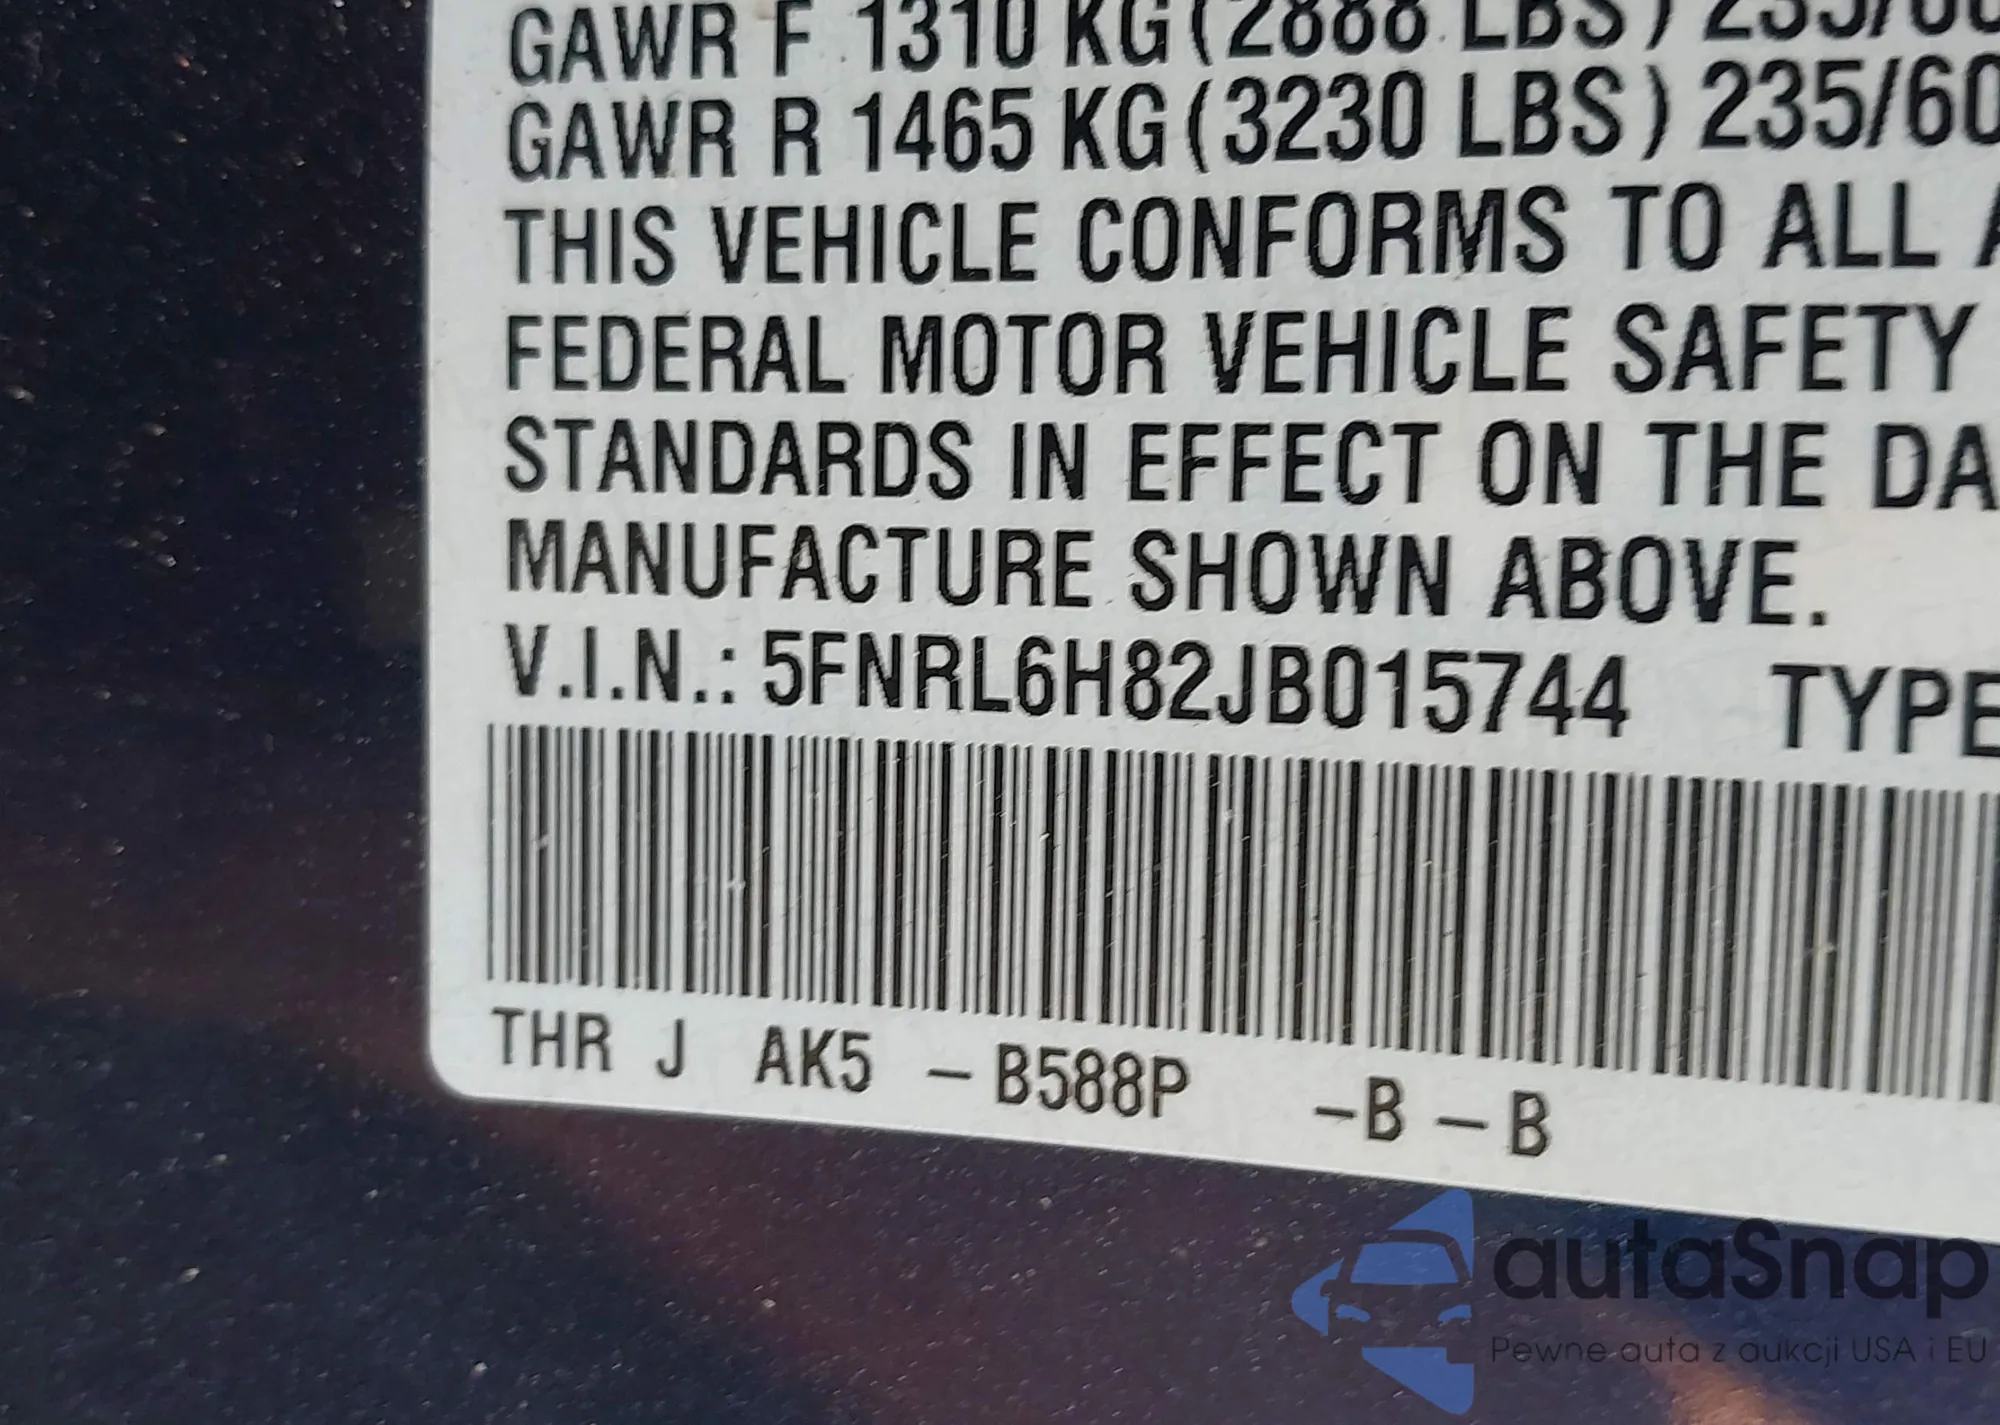 GAWR F 1310 KG (2888 LBS) 235/60
GAWR R 1465 KG (3230 LBS) 235/60
THIS VEHICLE CONFORMS TO ALL A
FEDERAL MOTOR VEHICLE SAFETY
STANDARDS IN EFFECT ON THE DA
MANUFACTURE SHOWN ABOVE.
V.I.N.: 5FNRL6H82JB015744 TYPE
THR J AK5 – B588P –B – B
autaSnap
Pewne auta z aukcji USA i EU